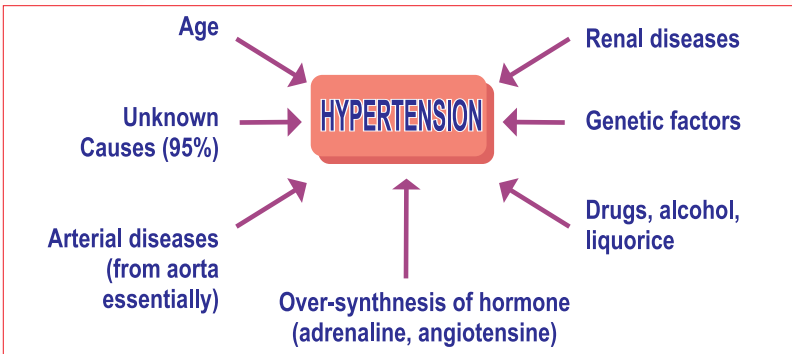 Age
Renal diseases
HYPERTENSION
Unknown
Causes (95%)
Genetic factors
Arterial diseases
(from aorta
essentially)
Drugs, alcohol,
liquorice
Over-synthnesis of hormone
(adrenaline, angiotensine)